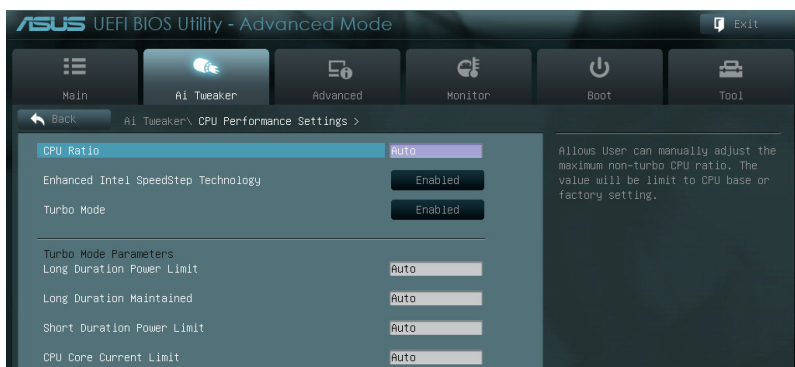 ASUS UEFI BIOS Utility - Advanced Mode
Exit
Main
Ai Tweaker
Advanced
Monitor
Boot
Tool
Back
Ai Tweaker\ CPU Performance Settings >
CPU Ratio Auto
Enhanced Intel SpeedStep Technology Enabled
Turbo Mode Enabled
Turbo Mode Parameters
Long Duration Power Limit Auto
Long Duration Maintained Auto
Short Duration Power Limit Auto
CPU Core Current Limit Auto
Allows User can manually adjust the
maximum non-turbo CPU ratio. The
value will be limit to CPU base or
factory setting.